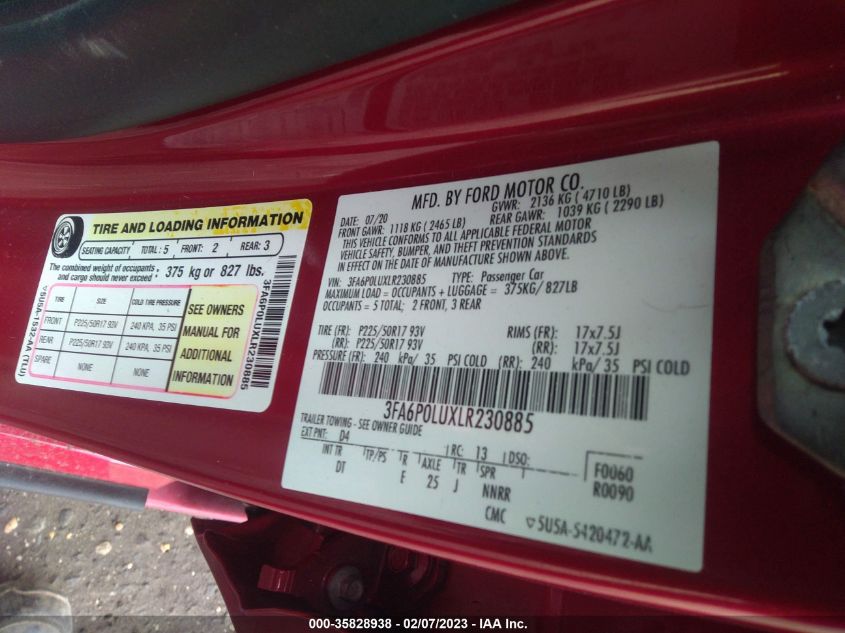 TIRE AND LOADING INFORMATION
SEATING CAPACITY TOTAL: 5 FRONT: 2 REAR: 3
The combined weight of occupants and cargo should never exceed: 375 kg or 827 lbs.
TIRE SIZE COLD TIRE PRESSURE
FRONT P225/50R17 93V 240 KPA, 35 PSI
REAR P225/50R17 93V 240 KPA, 35 PSI
SPARE NONE NONE
SEE OWNERS
MANUAL FOR
ADDITIONAL
INFORMATION
5U5A-1532-AA (TLU)
3FA6P0LUXLR230885
MFD. BY FORD MOTOR CO.
DATE: 07/20 GVWR: 2136 KG ( 4710 LB)
FRONT GAWR: 1118 KG ( 2465 LB) REAR GAWR: 1039 KG ( 2290 LB)
THIS VEHICLE CONFORMS TO ALL APPLICABLE FEDERAL MOTOR
VEHICLE SAFETY, BUMPER, AND THEFT PREVENTION STANDARDS
IN EFFECT ON THE DATE OF MANUFACTURE SHOWN ABOVE.
VIN: 3FA6P0LUXLR230885 TYPE: Passenger Car
MAXIMUM LOAD = OCCUPANTS + LUGGAGE = 375KG/ 827LB
OCCUPANTS = 5 TOTAL; 2 FRONT, 3 REAR
TIRE (FR): P225/50R17 93V RIMS (FR): 17x7.5J
(RR): P225/50R17 93V (RR): 17x7.5J
PRESSURE (FR): 240 kPa/ 35 PSI COLD (RR): 240 kPa/ 35 PSI COLD
3FA6P0LUXLR230885
TRAILER TOWING - SEE OWNER GUIDE
EXT PNT: D4 RC: 13 DSO:
INT TR TP/PS R AXLE TR SPR F0060
DT F 25 J NNRR R0090
CMC 5U5A-5420472-AA
000-35828938 — 02/07/2023 — IAA Inc.